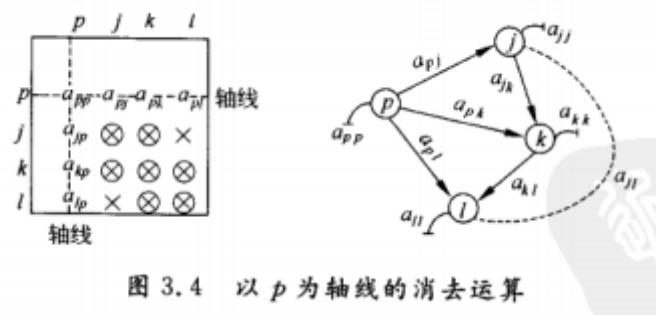 p j k l
p a_pp a_pj a_pk a_pl 轴线
j a_jp ⊗ ⊗ ×
k a_kp ⊗ ⊗ ⊗
l a_lp × ⊗ ⊗
轴线
j a_jj
a_pj a_jk
p a_pk k a_kk
a_pp a_pl
a_kl a_jl
a_ll l
图 3.4 以 p 为轴线的消去运算